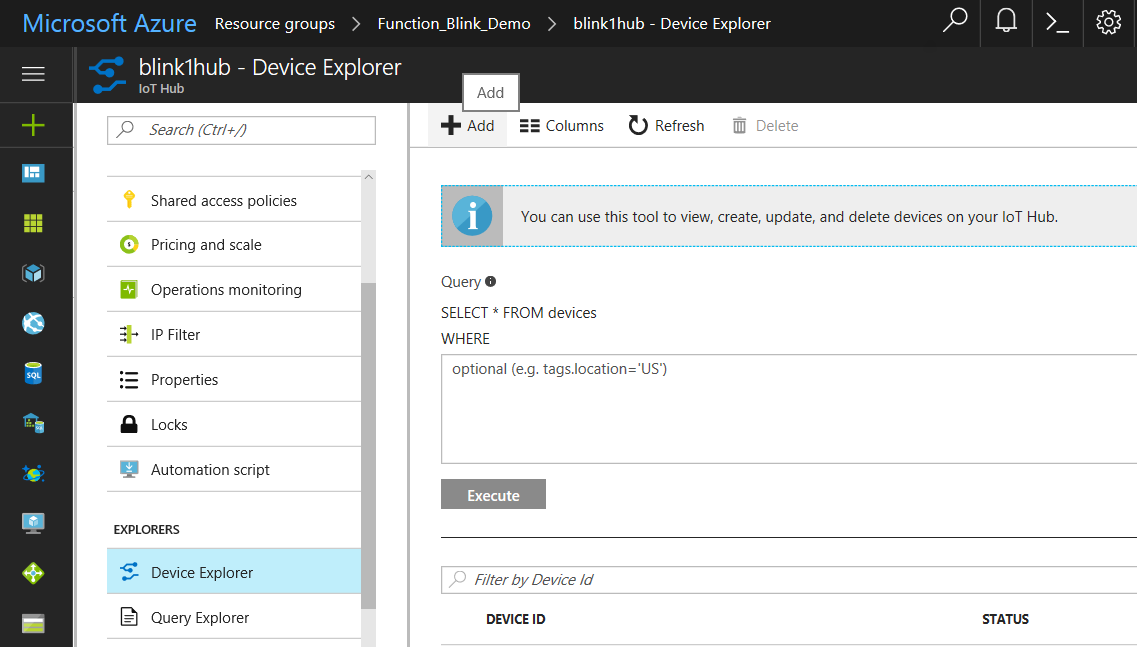 Microsoft Azure Resource groups > Function_Blink_Demo > blink1hub - Device Explorer
blink1hub - Device Explorer
IoT Hub
Add
Search (Ctrl+/)
Add Columns Refresh Delete
Shared access policies
Pricing and scale
Operations monitoring
IP Filter
Properties
Locks
Automation script
EXPLORERS
Device Explorer
Query Explorer
You can use this tool to view, create, update, and delete devices on your IoT Hub.
Query
SELECT * FROM devices
WHERE
optional (e.g. tags.location='US')
Execute
Filter by Device Id
DEVICE ID STATUS
SQL